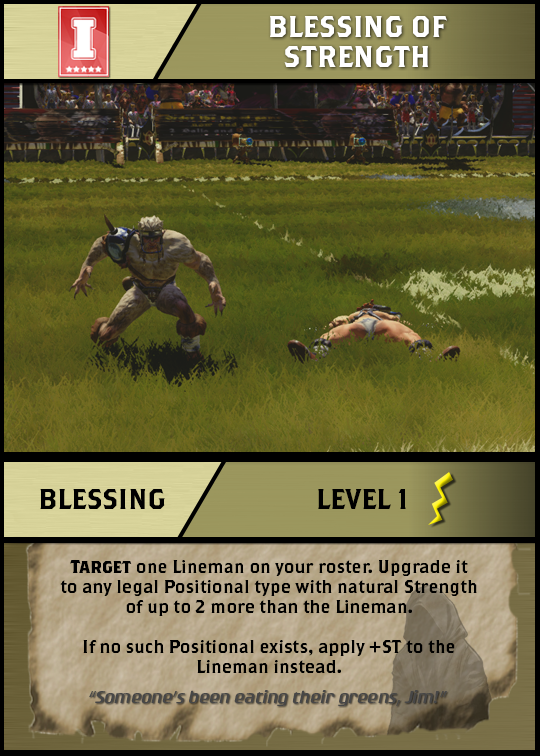 I
BLESSING OF
STRENGTH
BLESSING
LEVEL 1
TARGET one Lineman on your roster. Upgrade it
to any legal Positional type with natural Strength
of up to 2 more than the Lineman.
If no such Positional exists, apply +ST to the
Lineman instead.
"Someone's been eating their greens, Jim!"